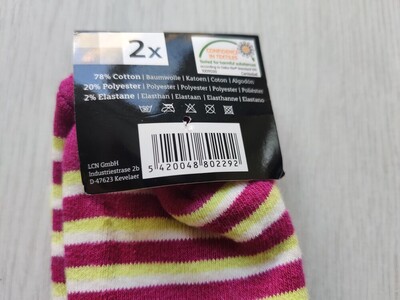 2x
CONFIDENCE
IN TEXTILES
Tested for harmful substances
78% Cotton | Baumwolle | Katoen | Coton | Algodón
20% Polyester | Polyester | Polyester | Polyester | Poliéster
2% Elastane | Elasthan | Elastaan | Elasthanne | Elastano
LCN GmbH
Industriestrase 2b
D-47623 Kevelaer
5 420048 802292